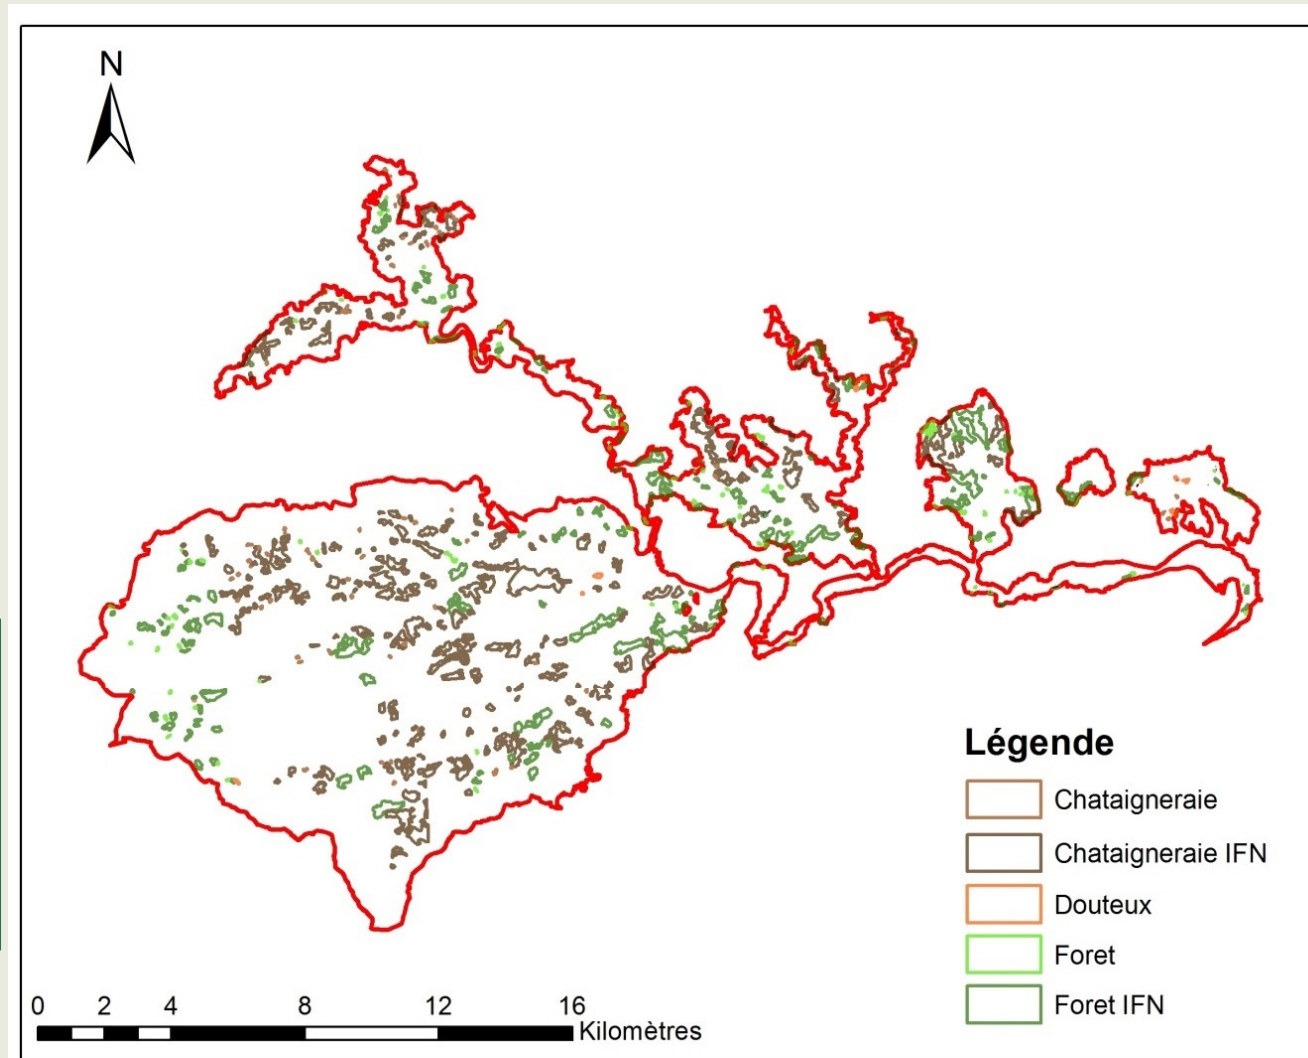 N
Légende
Chataigneraie
Chataigneraie IFN
Douteux
Foret
Foret IFN
0 2 4 8 12 16
Kilomètres